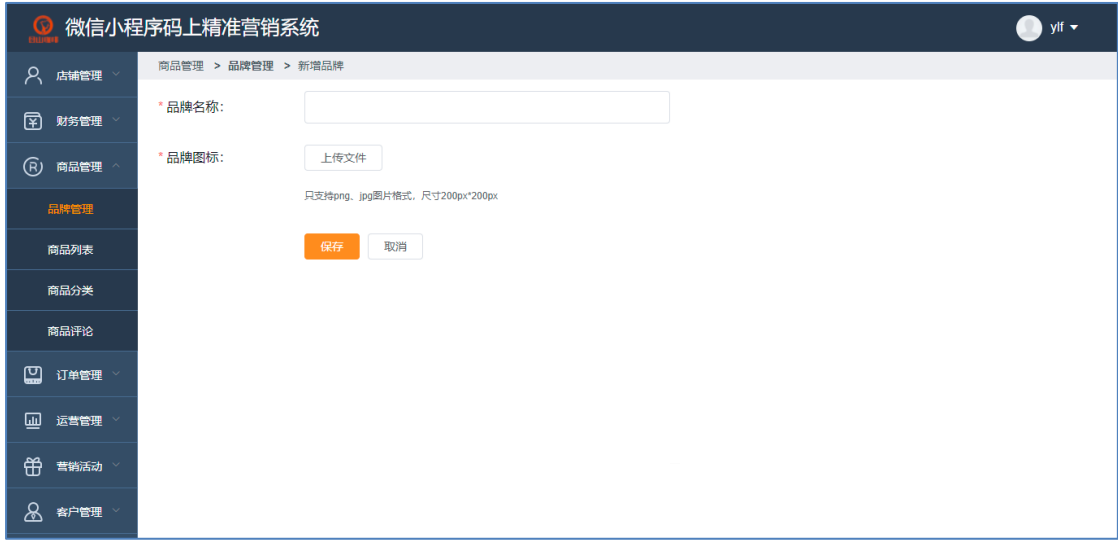 微信小程序码上精准营销系统
ylf
店铺管理
财务管理
商品管理
品牌管理
商品列表
商品分类
商品评论
订单管理
运营管理
营销活动
客户管理
商品管理 > 品牌管理 > 新增品牌
* 品牌名称:
* 品牌图标:
上传文件
只支持png、jpg图片格式，尺寸200px*200px
保存
取消